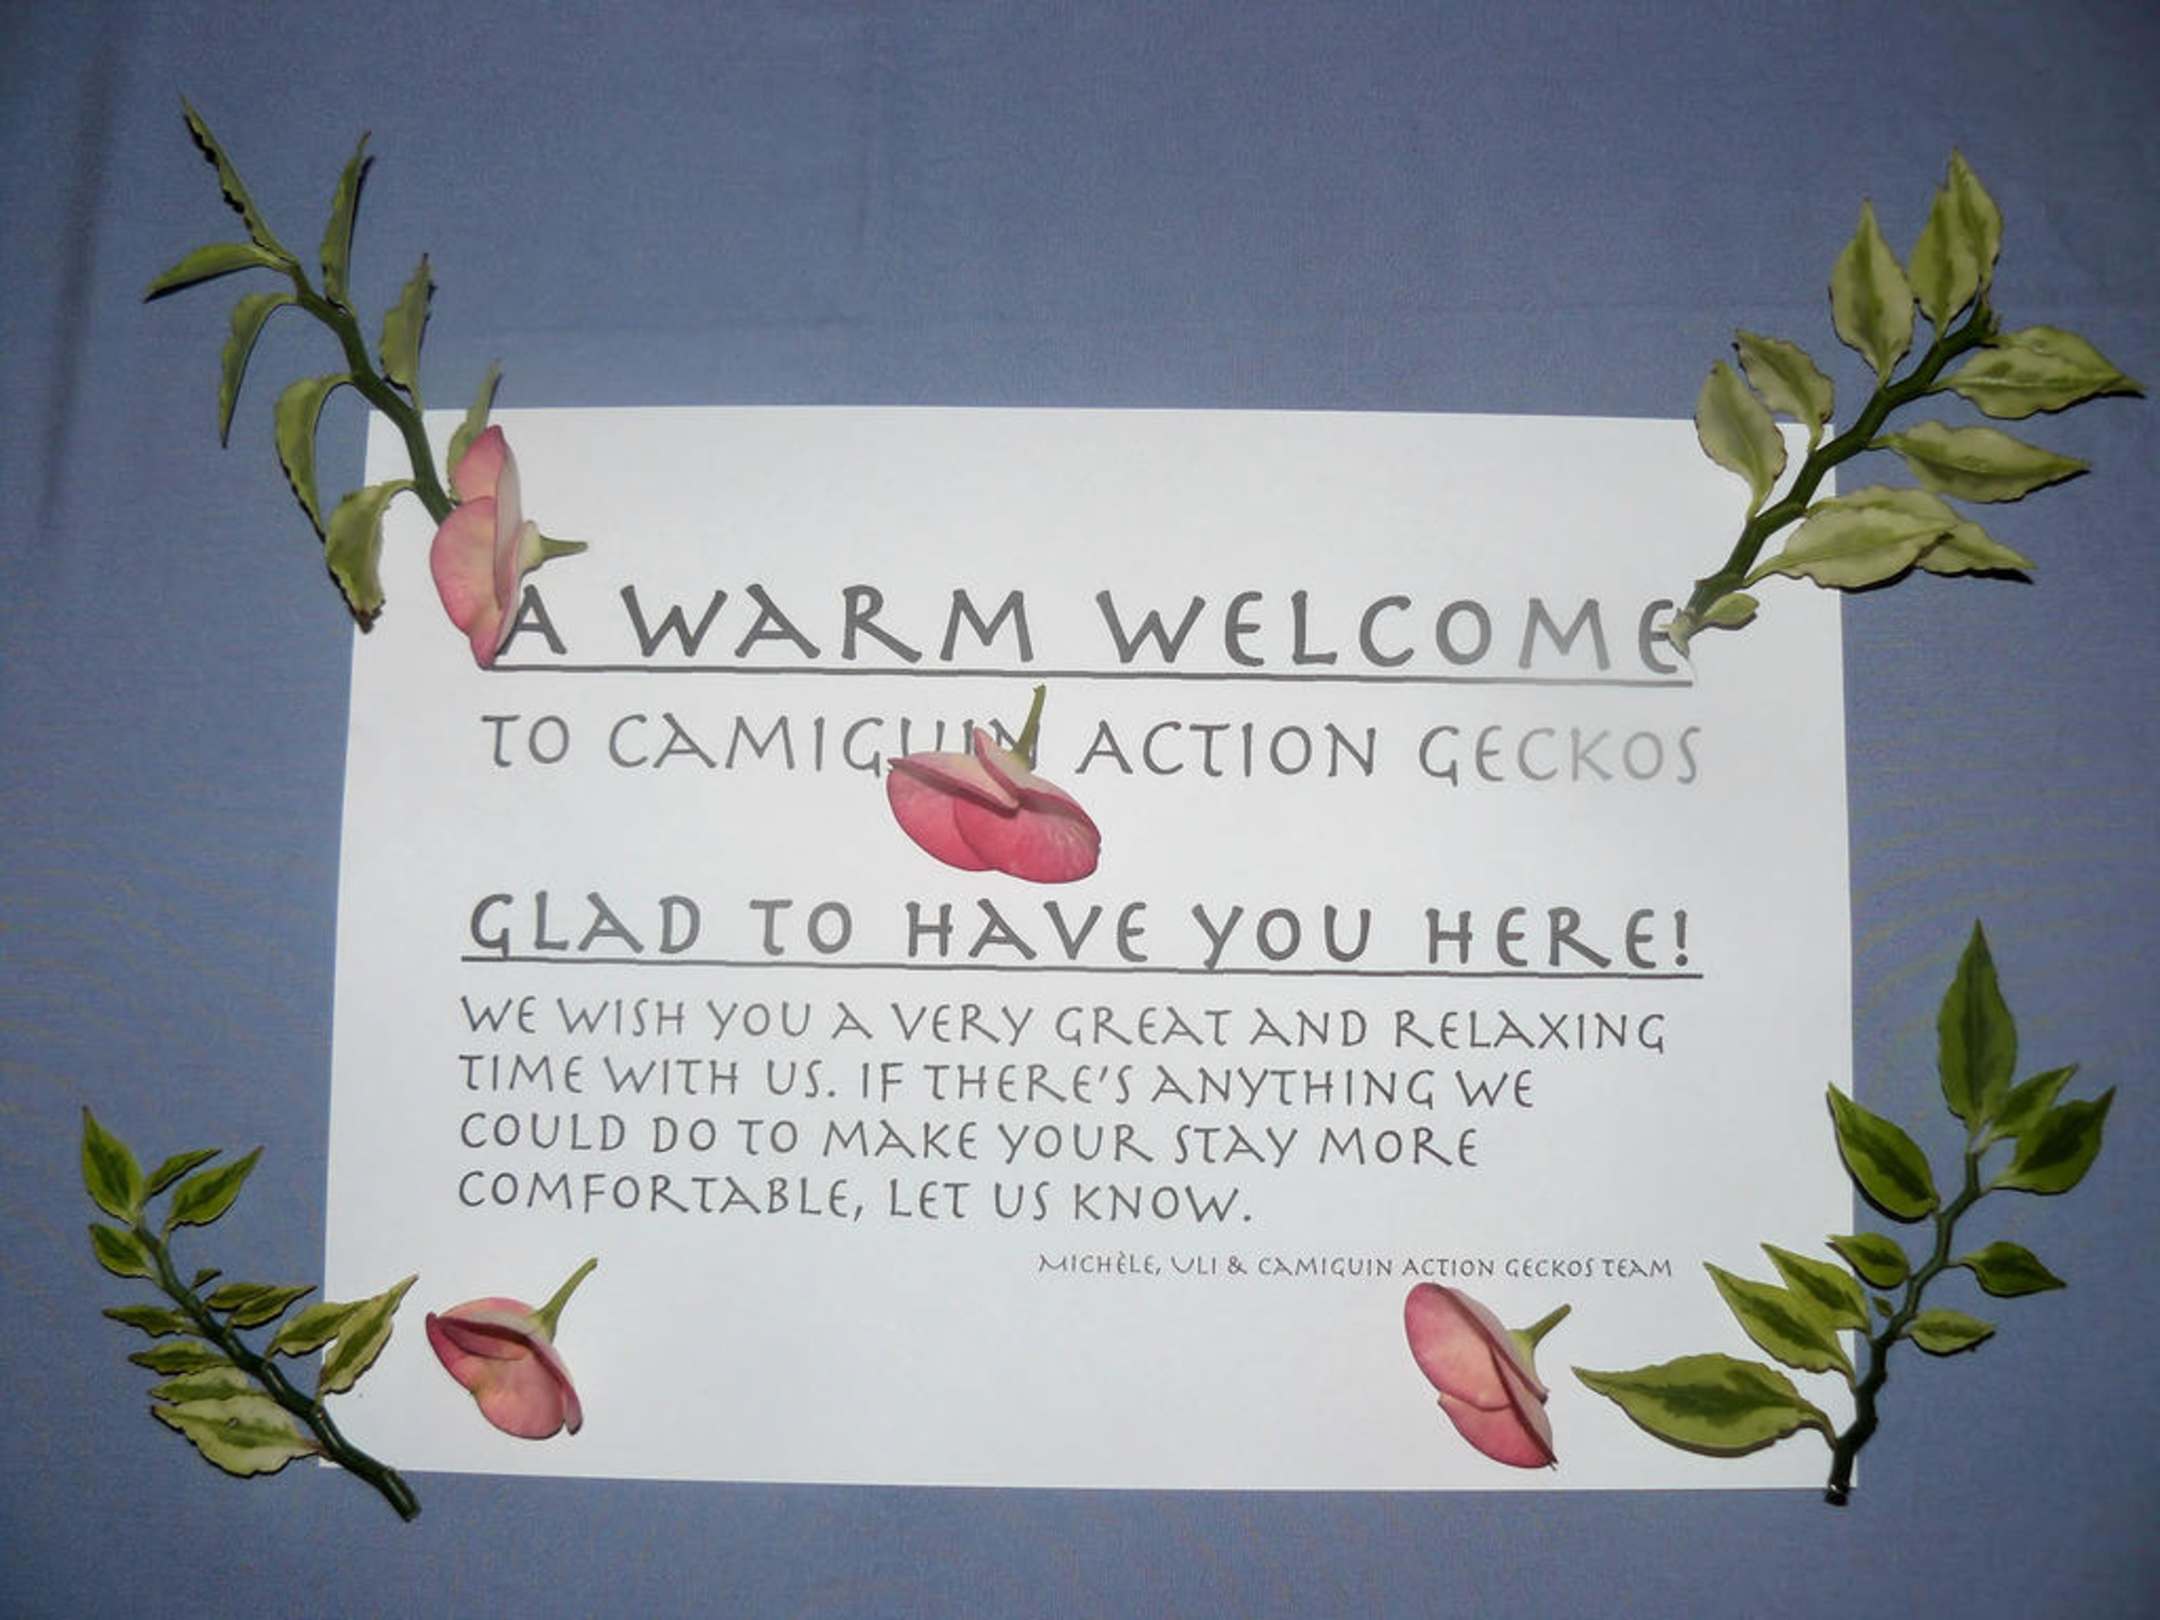 A WARM WELCOME
TO CAMIGUIN ACTION GECKOS
GLAD TO HAVE YOU HERE!
WE WISH YOU A VERY GREAT AND RELAXING
TIME WITH US. IF THERE'S ANYTHING WE
COULD DO TO MAKE YOUR STAY MORE
COMFORTABLE, LET US KNOW.
MICHÈLE, ULI & CAMIGUIN ACTION GECKOS TEAM